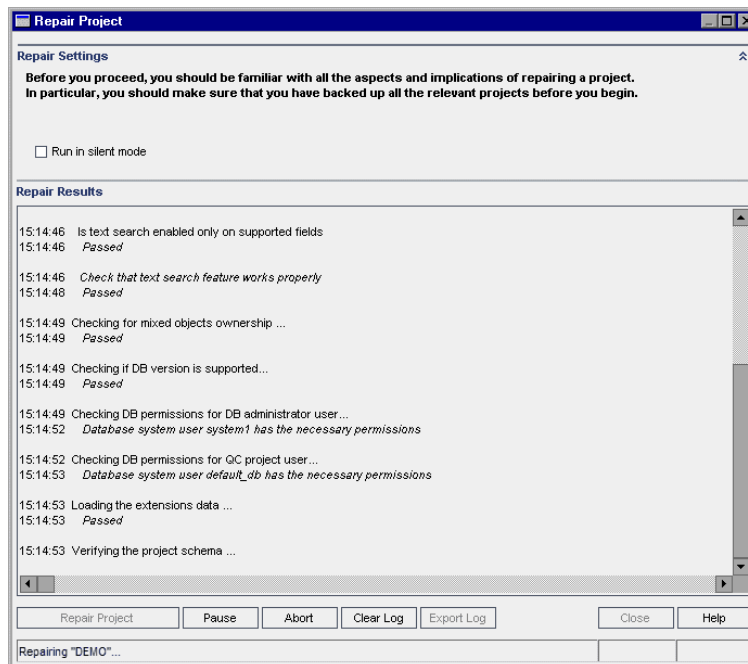 Repair Project
Repair Settings
Before you proceed, you should be familiar with all the aspects and implications of repairing a project.
In particular, you should make sure that you have backed up all the relevant projects before you begin.
Run in silent mode
Repair Results
15:14:46 Is text search enabled only on supported fields
15:14:46 Passed
15:14:46 Check that text search feature works properly
15:14:48 Passed
15:14:49 Checking for mixed objects ownership ...
15:14:49 Passed
15:14:49 Checking if DB version is supported...
15:14:49 Passed
15:14:49 Checking DB permissions for DB administrator user...
15:14:52 Database system user system1 has the necessary permissions
15:14:52 Checking DB permissions for QC project user...
15:14:53 Database system user default_db has the necessary permissions
15:14:53 Loading the extensions data ...
15:14:53 Passed
15:14:53 Verifying the project schema ...
Repair Project Pause Abort Clear Log Export Log Close Help
Repairing "DEMO"...